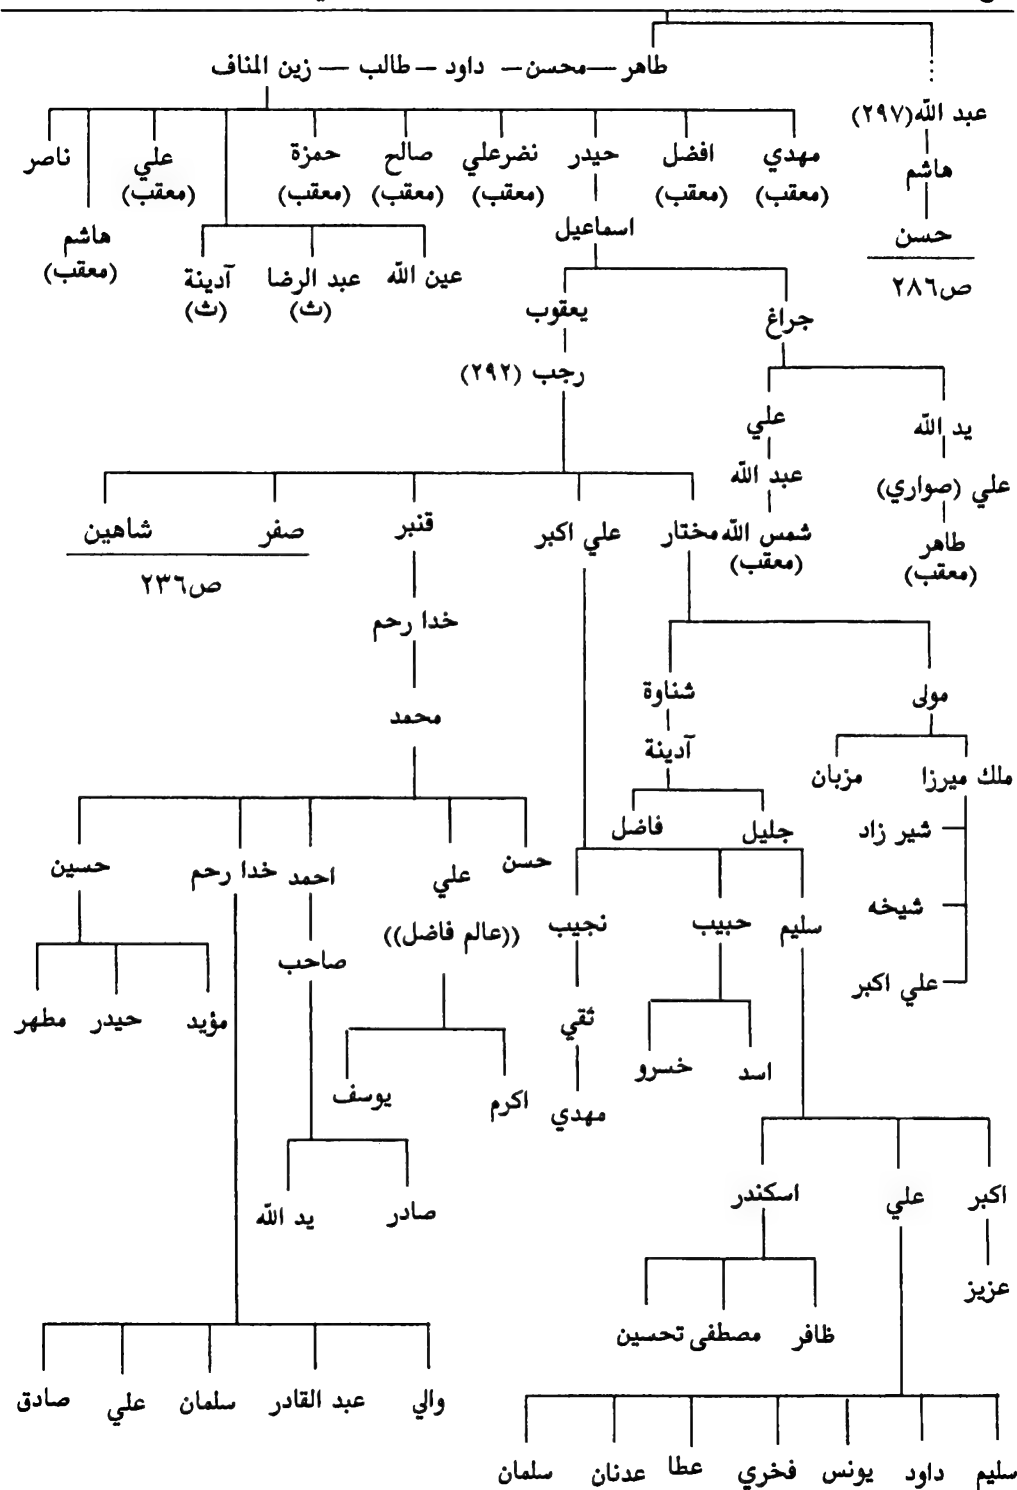 طاهر — محسن — داود — طالب — زين المناف
عبد الله (٢٩٧)
هاشم
حسن
ص٢٨٦
مهدي (معقب)
افضل (معقب)
حيدر
نضر علي (معقب)
صالح (معقب)
حمزة (معقب)
علي (معقب)
ناصر
هاشم (معقب)
عين الله
عبد الرضا (ث)
آدينة (ث)
اسماعيل
جراغ
يعقوب
رجب (٢٩٢)
يد الله
علي (صواري)
طاهر (معقب)
علي
عبد الله
شمس الله (معقب)
مختار
علي اكبر
قنبر
صفر
شاهين
ص٢٣٦
خدا رحم
محمد
مولى
شناوة
آدينة
ملك ميرزا
مزبان
جليل
فاضل
شير زاد
شيخه
علي اكبر
سليم
حبيب
نجيب
ثقي
مهدي
اسد
خسرو
حسن
علي
((عالم فاضل))
احمد
خدا رحم
حسين
صاحب
مؤيد
حيدر
مطهر
اكرم
يوسف
صادر
يد الله
اكبر
علي
اسكندر
عزيز
ظافر
مصطفى
تحسين
والي
عبد القادر
سلمان
علي
صادق
سليم
داود
يونس
فخري
عطا
عدنان
سلمان